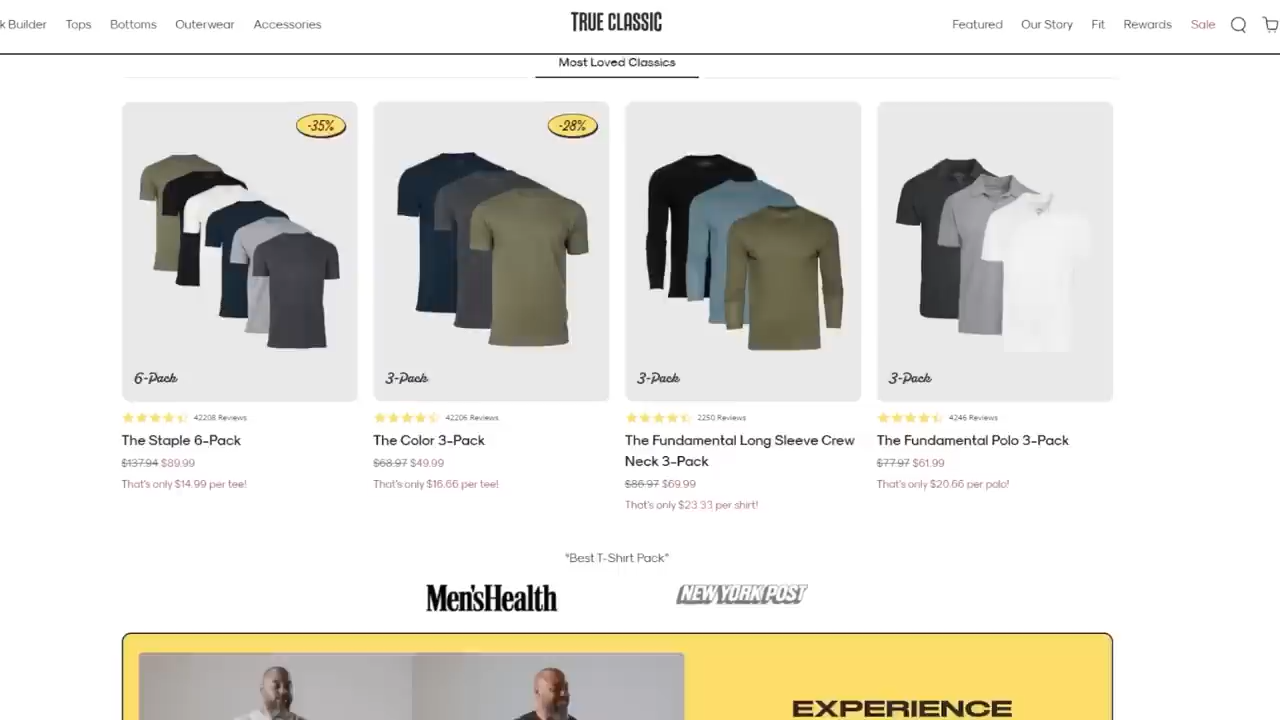 k Builder Tops Bottoms Outerwear Accessories TRUE CLASSIC Featured Our Story Fit Rewards Sale
Most Loved Classics
-35%
-28%
6-Pack
3-Pack
3-Pack
3-Pack
42208 Reviews
The Staple 6-Pack
$137.94 $89.99
That's only $14.99 per tee!
42206 Reviews
The Color 3-Pack
$68.97 $49.99
That's only $16.66 per tee!
2250 Reviews
The Fundamental Long Sleeve Crew
Neck 3-Pack
$86.97 $69.99
That's only $23.33 per shirt!
4246 Reviews
The Fundamental Polo 3-Pack
$77.97 $61.99
That's only $20.66 per polo!
"Best T-Shirt Pack"
Men'sHealth
NEW YORK POST
EXPERIENCE